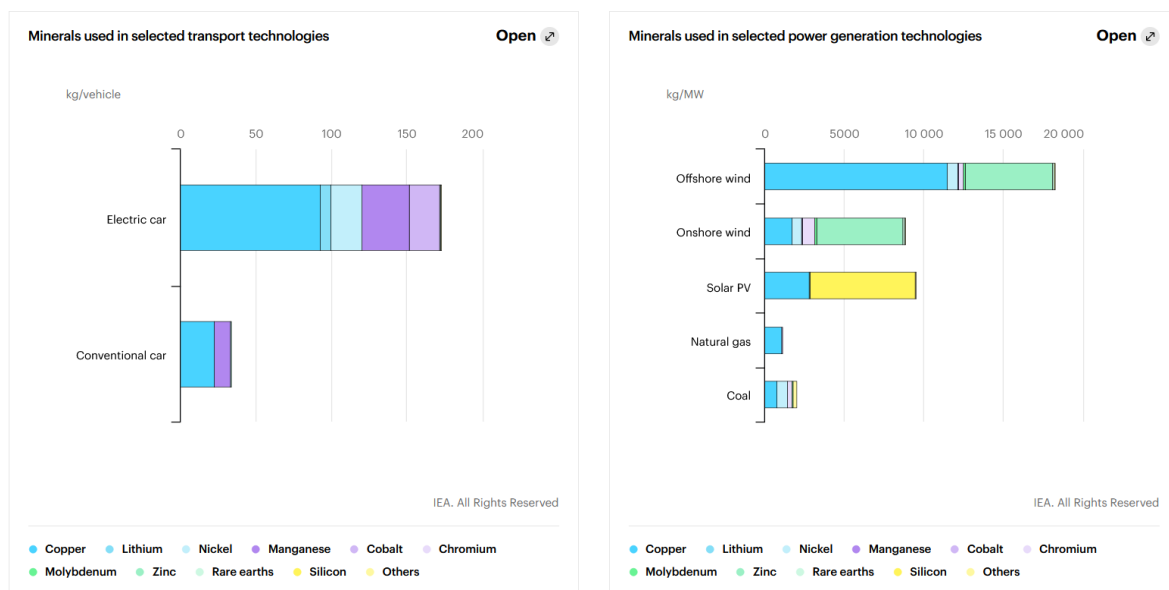 Minerals used in selected transport technologies
Open
kg/vehicle
0 50 100 150 200
Electric car
Conventional car
IEA. All Rights Reserved
Copper Lithium Nickel Manganese Cobalt Chromium
Molybdenum Zinc Rare earths Silicon Others
Minerals used in selected power generation technologies
Open
kg/MW
0 5000 10 000 15 000 20 000
Offshore wind
Onshore wind
Solar PV
Natural gas
Coal
IEA. All Rights Reserved
Copper Lithium Nickel Manganese Cobalt Chromium
Molybdenum Zinc Rare earths Silicon Others